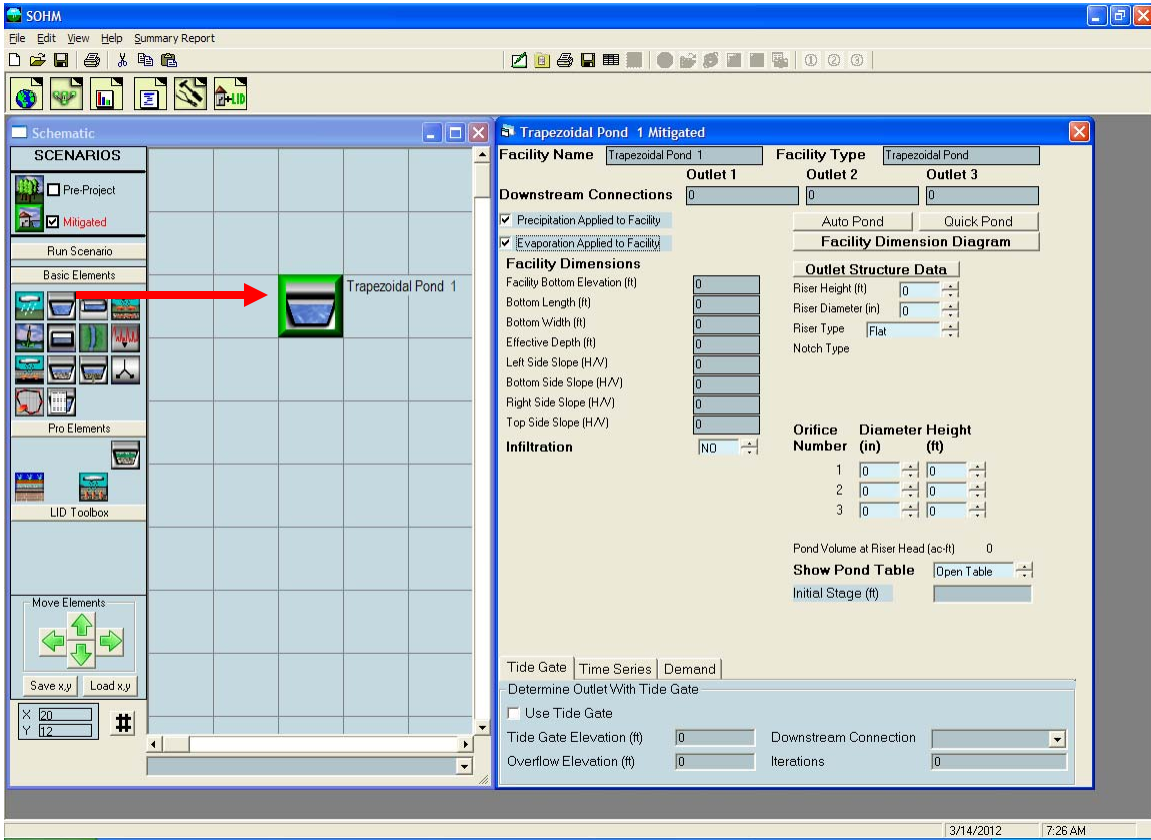 SOHM
File Edit View Help Summary Report
+LID
Schematic
SCENARIOS
Pre-Project
Mitigated
Run Scenario
Basic Elements
Pro Elements
LID Toolbox
Move Elements
Save x,y Load x,y
X 20
Y 12
#
Trapezoidal Pond 1
Trapezoidal Pond 1 Mitigated
Facility Name Trapezoidal Pond 1 Facility Type Trapezoidal Pond
Outlet 1 Outlet 2 Outlet 3
Downstream Connections 0 0 0
Precipitation Applied to Facility Auto Pond Quick Pond
Evaporation Applied to Facility Facility Dimension Diagram
Facility Dimensions
Facility Bottom Elevation (ft) 0
Bottom Length (ft) 0
Bottom Width (ft) 0
Effective Depth (ft) 0
Left Side Slope (H/V) 0
Bottom Side Slope (H/V) 0
Right Side Slope (H/V) 0
Top Side Slope (H/V) 0
Infiltration NO
Outlet Structure Data
Riser Height (ft) 0
Riser Diameter (in) 0
Riser Type Flat
Notch Type
Orifice Diameter Height
Number (in) (ft)
1 0 0
2 0 0
3 0 0
Pond Volume at Riser Head (ac-ft) 0
Show Pond Table Open Table
Initial Stage (ft)
Tide Gate Time Series Demand
Determine Outlet With Tide Gate
Use Tide Gate
Tide Gate Elevation (ft) 0 Downstream Connection
Overflow Elevation (ft) 0 Iterations 0
3/14/2012 7:26 AM